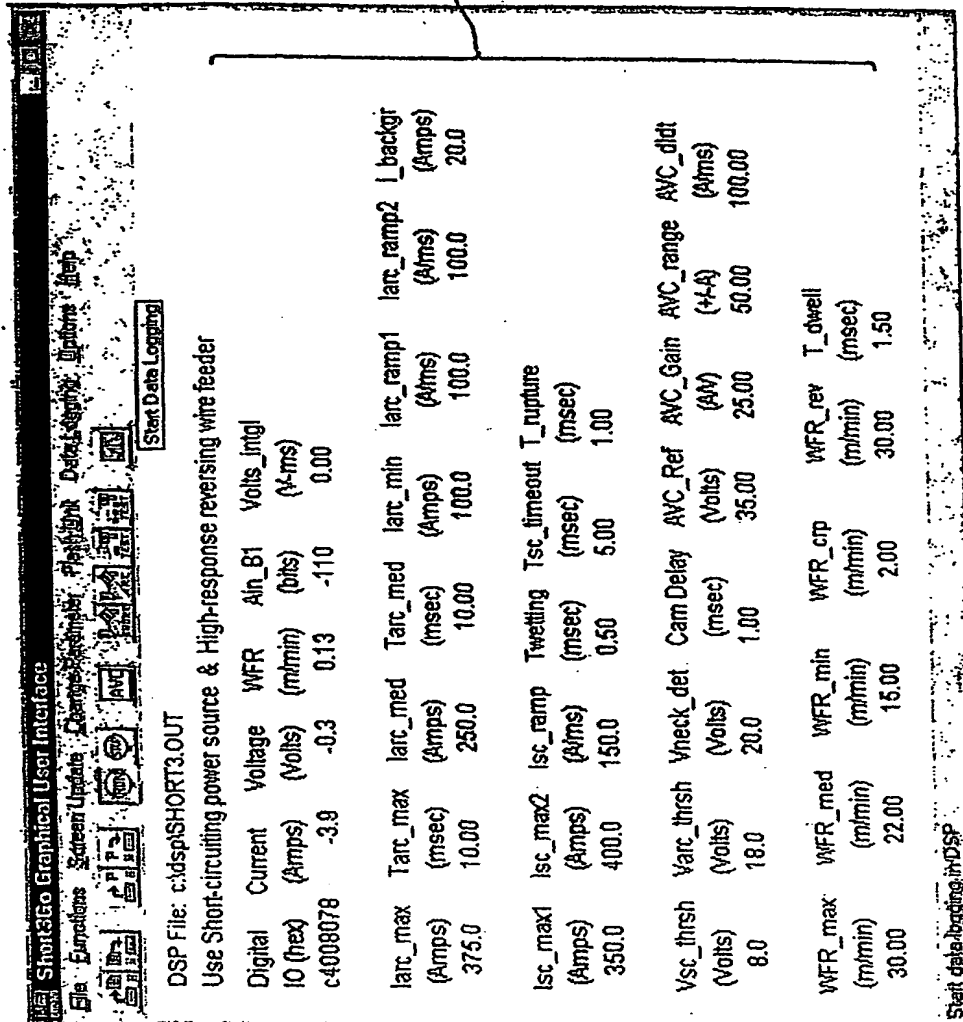 Short3Go Graphical User Interface
File Functions Screen Update Change Parameter Flash/Link Data Logging Options Help
RUN STOP AVC
Start Data Logging
DSP File: c:\dsp\SHORT3.OUT
Use Short-circuiting power source & High-response reversing wire feeder
Digital Current Voltage WFR AIn_B1 Volts_Intgl
IO (hex) (Amps) (Volts) (m/min) (bits) (V-ms)
c4008078 -3.9 -0.3 0.13 -110 0.00
Iarc_max Tarc_max Iarc_med Tarc_med Iarc_min Iarc_ramp1 Iarc_ramp2 I_backgr
(Amps) (msec) (Amps) (msec) (Amps) (A/ms) (A/ms) (Amps)
375.0 10.00 250.0 10.00 100.0 100.0 100.0 20.0
Isc_max1 Isc_max2 Isc_ramp Twetting Tsc_timeout T_rupture
(Amps) (Amps) (A/ms) (msec) (msec) (msec)
350.0 400.0 150.0 0.50 5.00 1.00
Vsc_thrsh Varc_thrsh Vneck_det Cam Delay AVC_Ref AVC_Gain AVC_range AVC_dIdt
(Volts) (Volts) (Volts) (msec) (Volts) (A/V) (+/-A) (A/ms)
8.0 18.0 20.0 1.00 35.00 25.00 50.00 100.00
WFR_max WFR_med WFR_min WFR_crp WFR_rev T_dwell
(m/min) (m/min) (m/min) (m/min) (m/min) (msec)
30.00 22.00 15.00 2.00 30.00 1.50
Start data logging in DSP